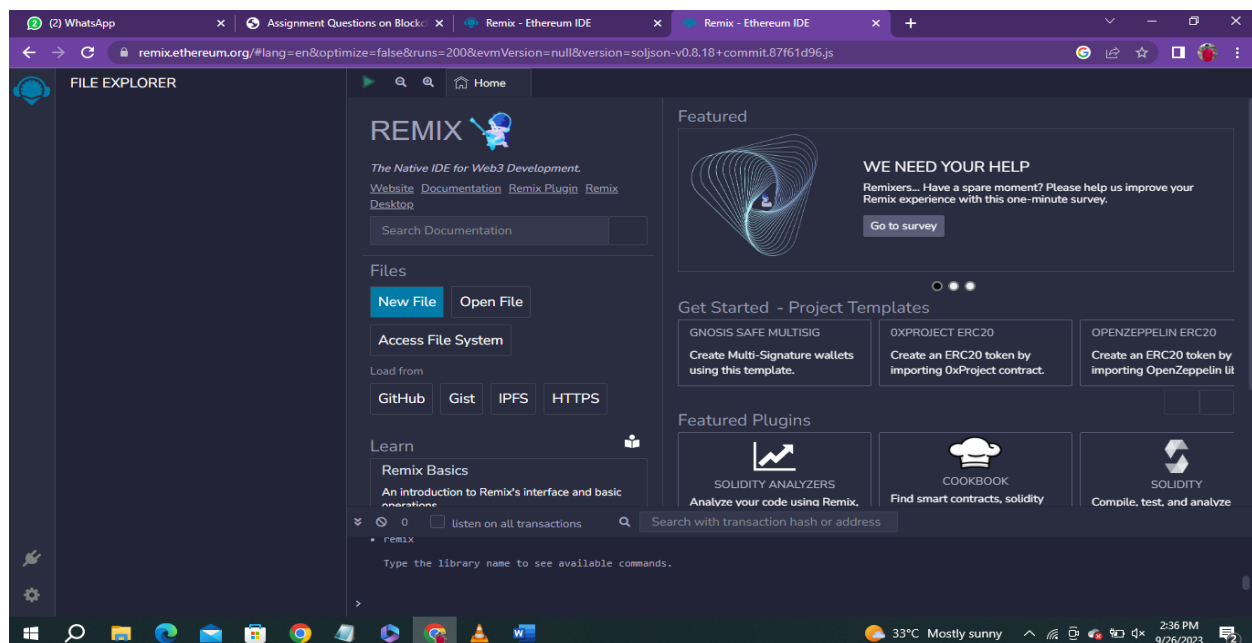 (2) WhatsApp
Assignment Questions on Blockc
Remix - Ethereum IDE
Remix - Ethereum IDE
remix.ethereum.org/#lang=en&optimize=false&runs=200&evmVersion=null&version=soljson-v0.8.18+commit.87f61d96.js
FILE EXPLORER
Home
REMIX
The Native IDE for Web3 Development.
Website Documentation Remix Plugin Remix
Desktop
Search Documentation
Files
New File Open File
Access File System
Load from
GitHub Gist IPFS HTTPS
Learn
Remix Basics
An introduction to Remix's interface and basic
operations
Featured
WE NEED YOUR HELP
Remixers... Have a spare moment? Please help us improve your
Remix experience with this one-minute survey.
Go to survey
Get Started - Project Templates
GNOSIS SAFE MULTISIG
Create Multi-Signature wallets
using this template.
0XPROJECT ERC20
Create an ERC20 token by
importing 0xProject contract.
OPENZEPPELIN ERC20
Create an ERC20 token by
importing OpenZeppelin lib
Featured Plugins
SOLIDITY ANALYZERS
Analyze your code using Remix,
COOKBOOK
Find smart contracts, solidity
SOLIDITY
Compile, test, and analyze
0 listen on all transactions Search with transaction hash or address
• remix
Type the library name to see available commands.
>
33°C Mostly sunny
2:36 PM
9/26/2023